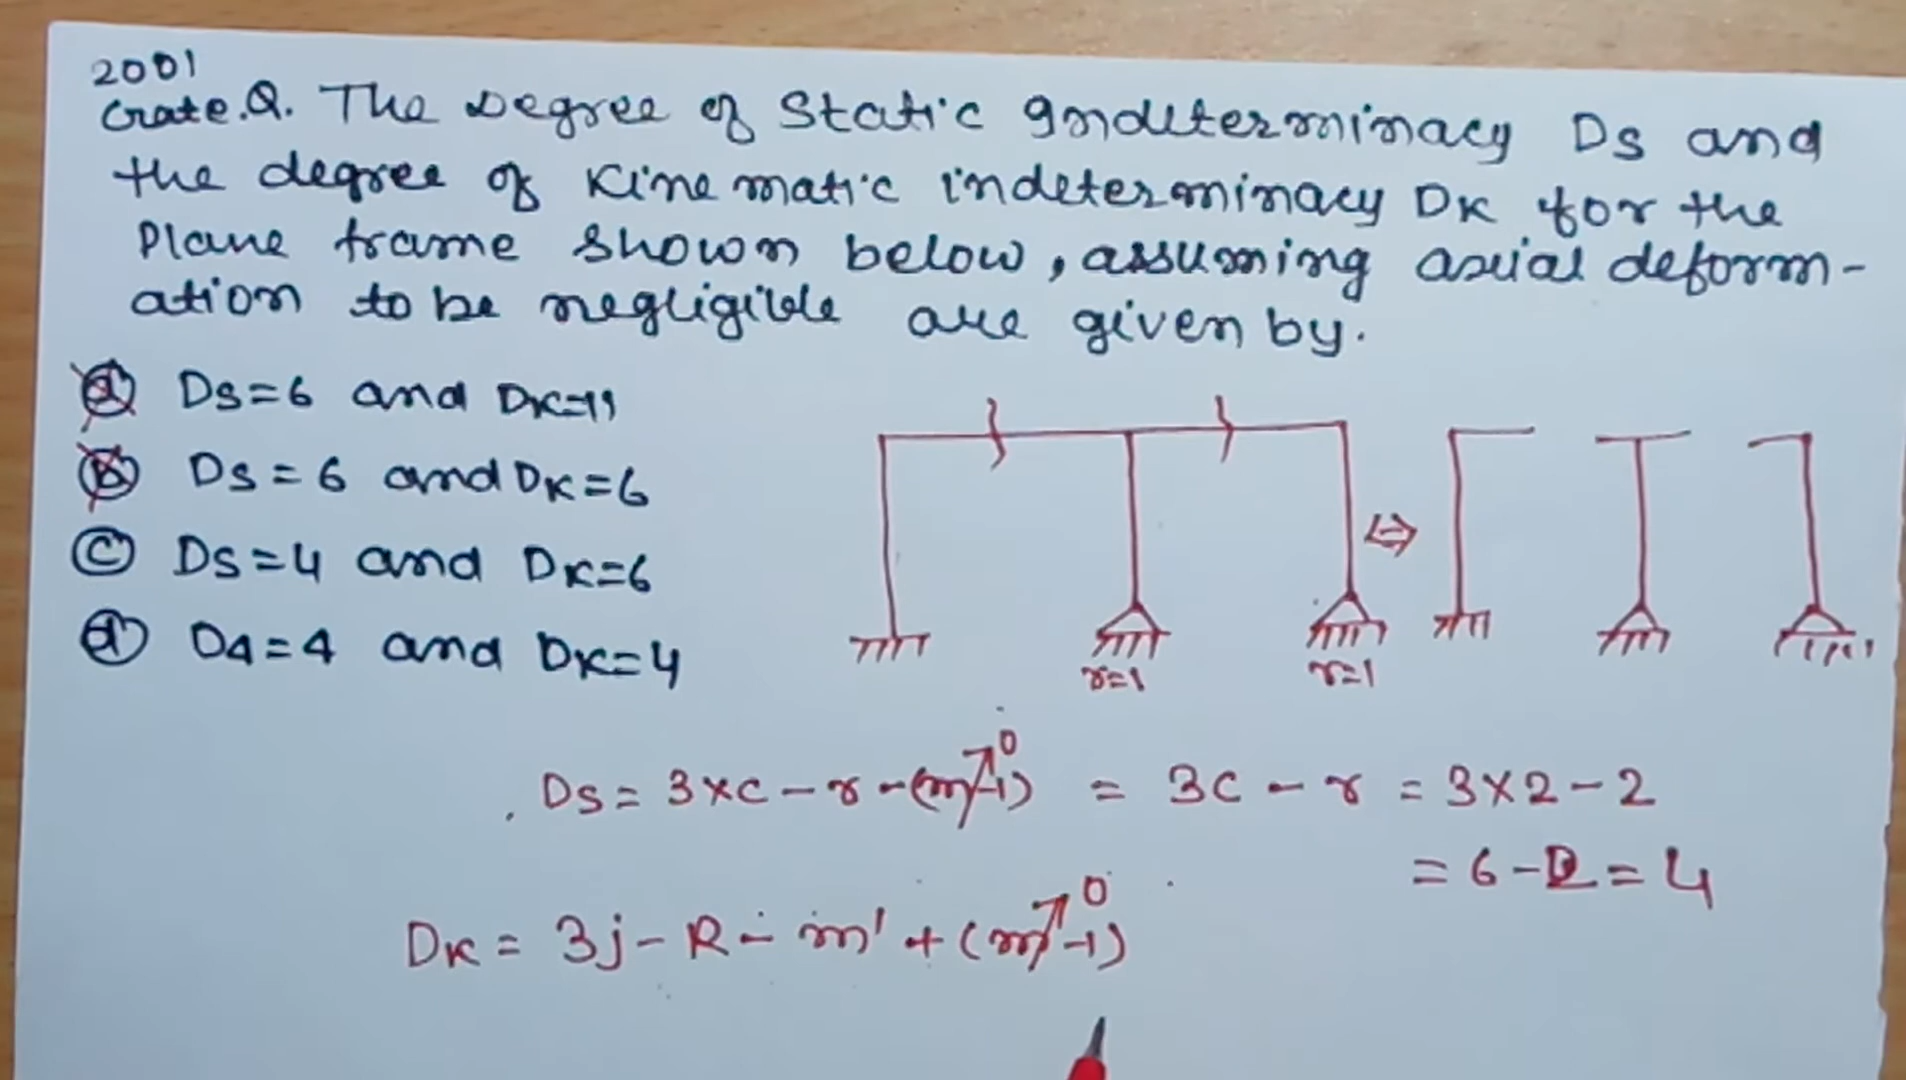 2001
Gate.Q. The Degree of Static Indeterminacy Ds and
the degree of Kinematic indeterminacy DK for the
Plane frame shown below, assuming axial deform-
ation to be negligible are given by.
(a) Ds=6 and DK=11
(b) Ds=6 and DK=6
(c) Ds=4 and DK=6
(d) Ds=4 and DK=4
r=1 r=1
Ds = 3×C - r - (m-1) 0 = 3C - r = 3×2-2
= 6-2 = 4
DK = 3j - R - m' + (m-1) 0